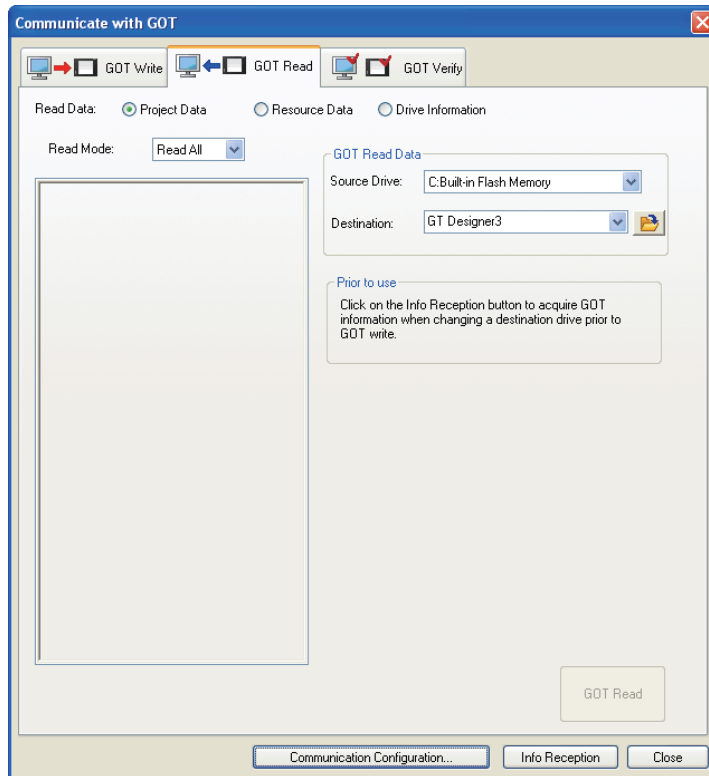 Communicate with GOT
GOT Write
GOT Read
GOT Verify
Read Data:
Project Data
Resource Data
Drive Information
Read Mode:
Read All
GOT Read Data
Source Drive:
C:Built-in Flash Memory
Destination:
GT Designer3
Prior to use
Click on the Info Reception button to acquire GOT
information when changing a destination drive prior to
GOT write.
GOT Read
Communication Configuration...
Info Reception
Close